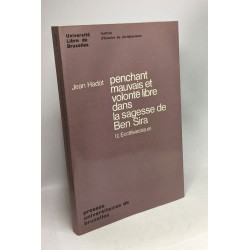 Université
Libre de
Bruxelles
Institut
d'Histoire du christianisme
Jean Hadot
penchant
mauvais et
volonté libre
dans
la sagesse de
Ben Sira
(L'Ecclésiastique)
presses
universitaires de
bruxelles